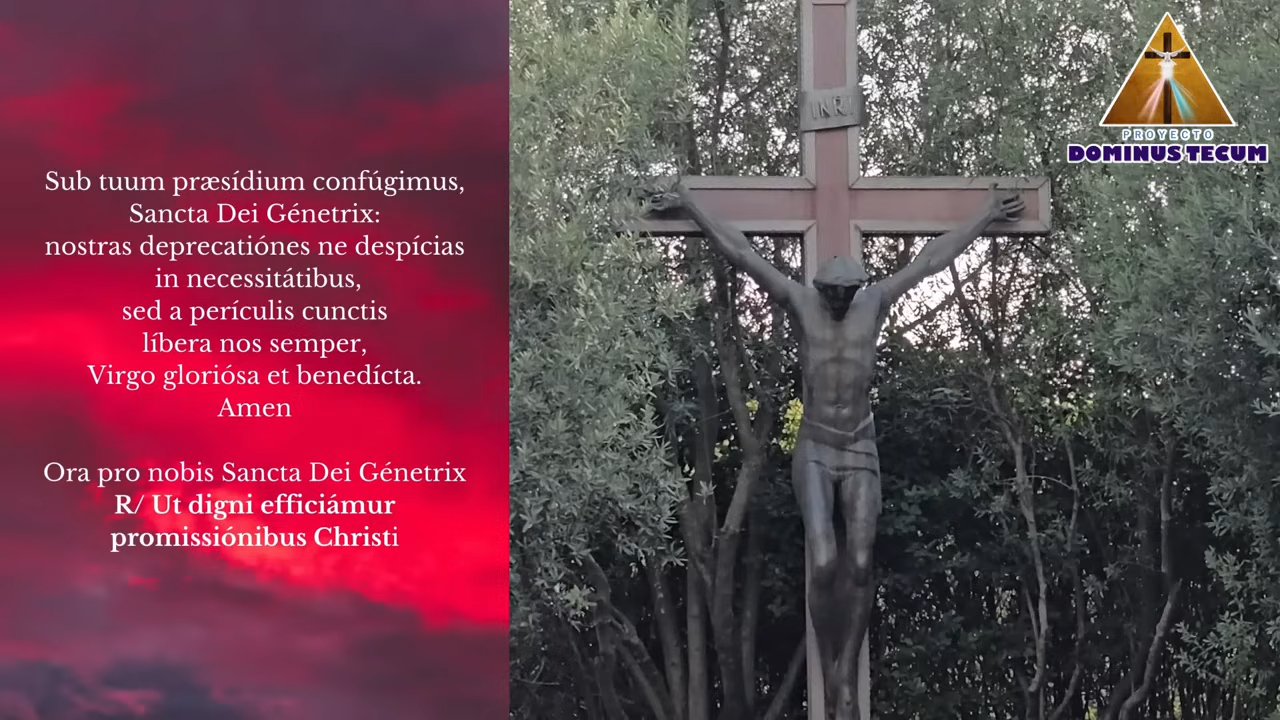 Sub tuum præsídium confúgimus,
Sancta Dei Génetrix:
nostras deprecatiónes ne despícias
in necessitátibus,
sed a perículis cunctis
líbera nos semper,
Virgo gloriósa et benedícta.
Amen
Ora pro nobis Sancta Dei Génetrix
R/ Ut digni efficiámur
promissiónibus Christi
INRI
PROYECTO
DOMINUS TECUM